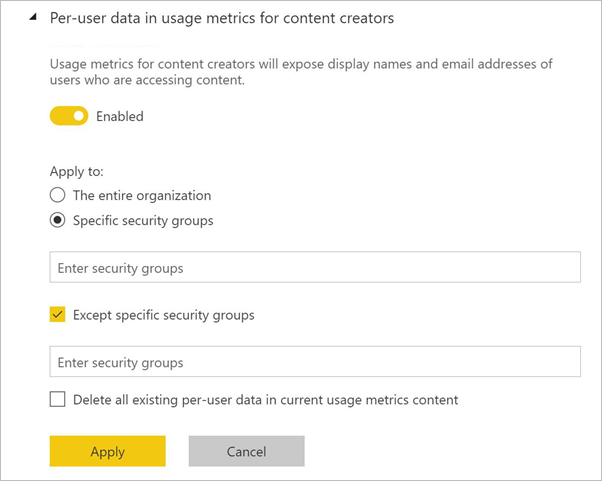 Per-user data in usage metrics for content creators
Usage metrics for content creators will expose display names and email addresses of
users who are accessing content.
Enabled
Apply to:
The entire organization
Specific security groups
Enter security groups
Except specific security groups
Enter security groups
Delete all existing per-user data in current usage metrics content
Apply
Cancel